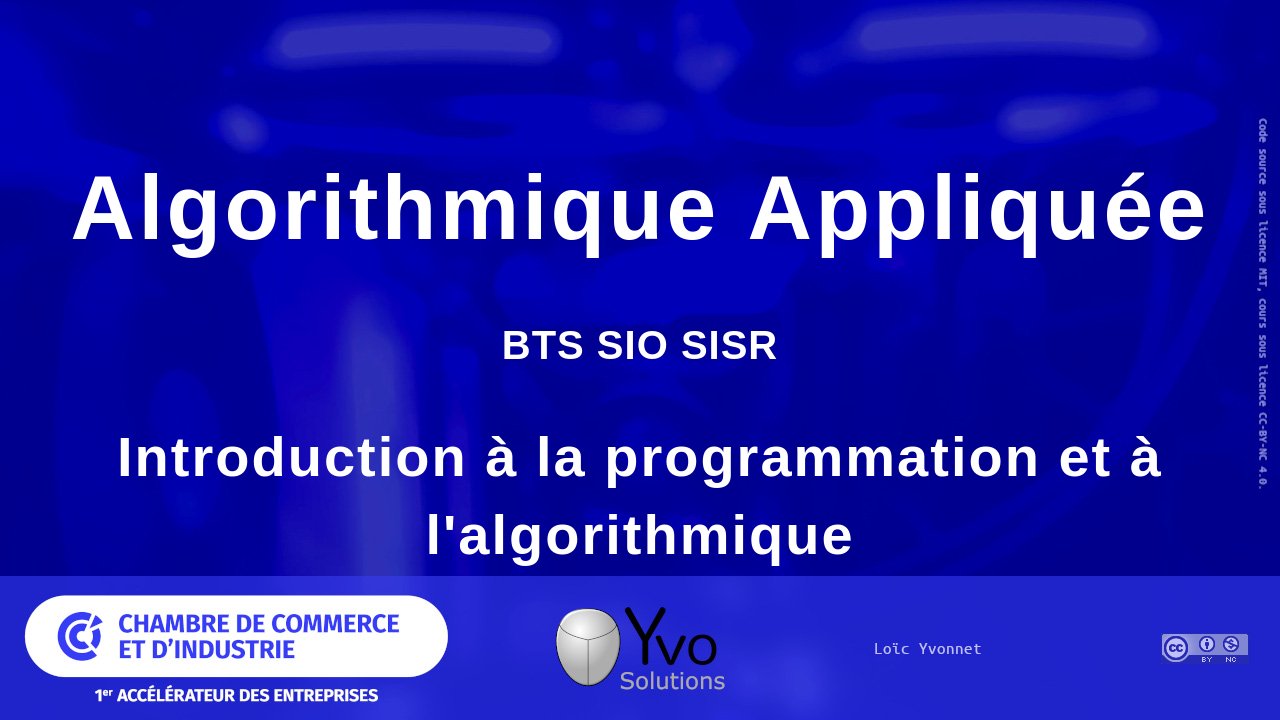 Algorithmique Appliquée
BTS SIO SISR
Introduction à la programmation et à
l'algorithmique
Code source sous licence MIT, cours sous licence CC-BY-NC 4.0.
CHAMBRE DE COMMERCE
ET D'INDUSTRIE
1er ACCÉLÉRATEUR DES ENTREPRISES
Yvo
Solutions
Loïc Yvonnet
cc
BY NC